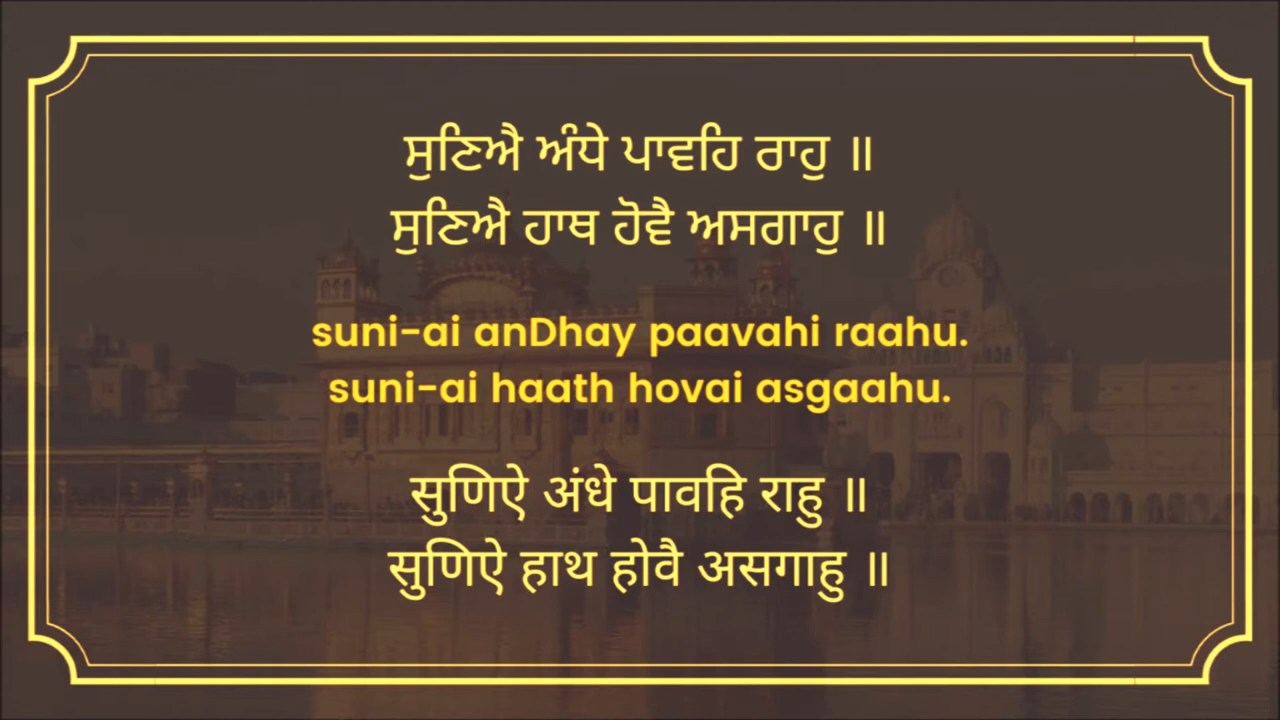 ਸੁਣਿਐ ਅੰਧੇ ਪਾਵਹਿ ਰਾਹੁ ॥
ਸੁਣਿਐ ਹਾਥ ਹੋਵੈ ਅਸਗਾਹੁ ॥
suni-ai anDhay paavahi raahu.
suni-ai haath hovai asgaahu.
सुणिऐ अंधे पावहि राहु ॥
सुणिऐ हाथ होवै असगाहु ॥